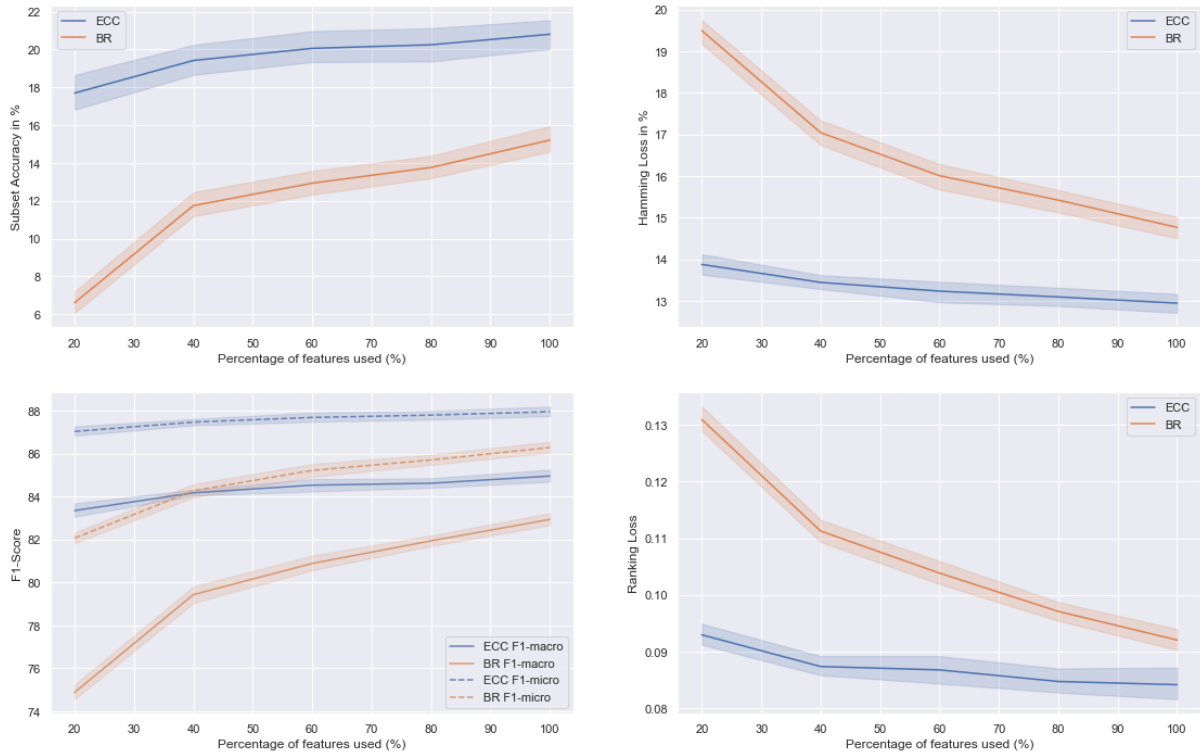 22
20
18
16
14
12
10
8
6
Subset Accuracy in %
ECC
BR
20 30 40 50 60 70 80 90 100
Percentage of features used (%)
20
19
18
17
16
15
14
13
Hamming Loss in %
ECC
BR
20 30 40 50 60 70 80 90 100
Percentage of features used (%)
88
86
84
82
80
78
76
74
F1-Score
ECC F1-macro
BR F1-macro
ECC F1-micro
BR F1-micro
20 30 40 50 60 70 80 90 100
Percentage of features used (%)
0.13
0.12
0.11
0.10
0.09
0.08
Ranking Loss
ECC
BR
20 30 40 50 60 70 80 90 100
Percentage of features used (%)